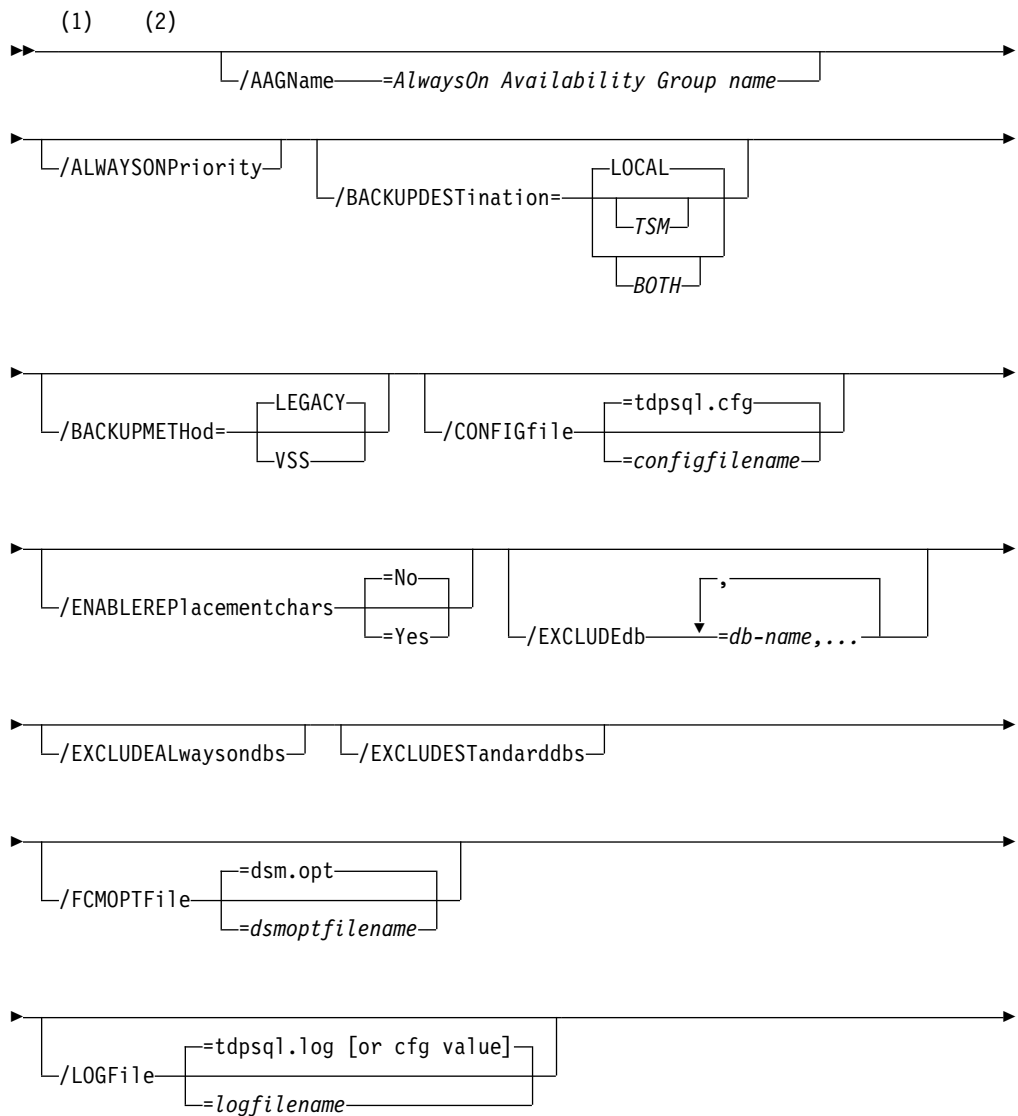 (1) (2)
/AAGName =AlwaysOn Availability Group name
/ALWAYSONPriority
/BACKUPDESTination=
LOCAL
TSM
BOTH
/BACKUPMETHod=
LEGACY
VSS
/CONFIGfile
=tdpsql.cfg
=configfilename
/ENABLEREPlacementchars
=No
=Yes
/EXCLUDEdb
,
=db-name,...
/EXCLUDEALwaysondbs
/EXCLUDESTandarddbs
/FCMOPTFile
=dsm.opt
=dsmoptfilename
/LOGFile
=tdpsql.log [or cfg value]
=logfilename